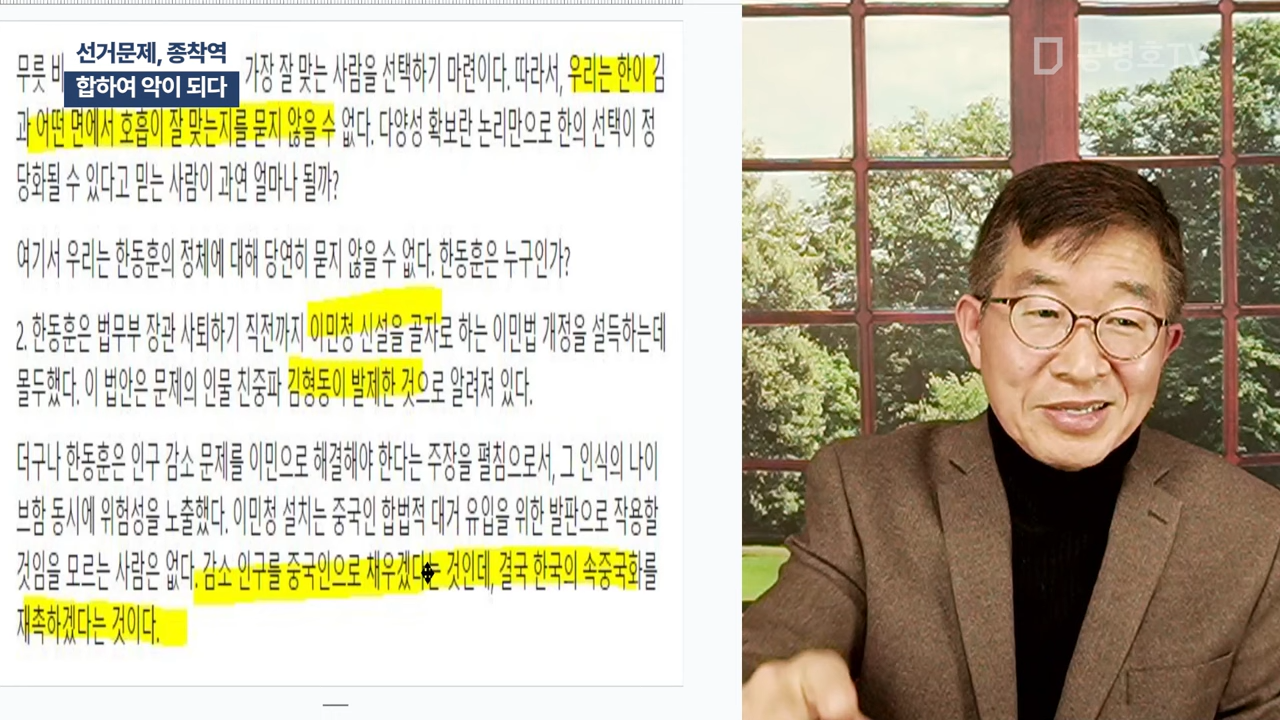 선거문제, 종착역
합하여 악이 되다
공병호TV
무릇 비 가장 잘 맞는 사람을 선택하기 마련이다. 따라서, 우리는 한이 김
과 어떤 면에서 호흡이 잘 맞는지를 묻지 않을 수 없다. 다양성 확보란 논리만으로 한의 선택이 정
당화될 수 있다고 믿는 사람이 과연 얼마나 될까?
여기서 우리는 한동훈의 정체에 대해 당연히 묻지 않을 수 없다. 한동훈은 누구인가?
2. 한동훈은 법무부 장관 사퇴하기 직전까지 이민청 신설을 골자로 하는 이민법 개정을 설득하는데
몰두했다. 이 법안은 문제의 인물 친중파 김형동이 발제한 것으로 알려져 있다.
더구나 한동훈은 인구 감소 문제를 이민으로 해결해야 한다는 주장을 펼침으로서, 그 인식의 나이
브함 동시에 위험성을 노출했다. 이민청 설치는 중국인 합법적 대거 유입을 위한 발판으로 작용할
것임을 모르는 사람은 없다. 감소 인구를 중국인으로 채우겠다는 것인데, 결국 한국의 속중국화를
재촉하겠다는 것이다.